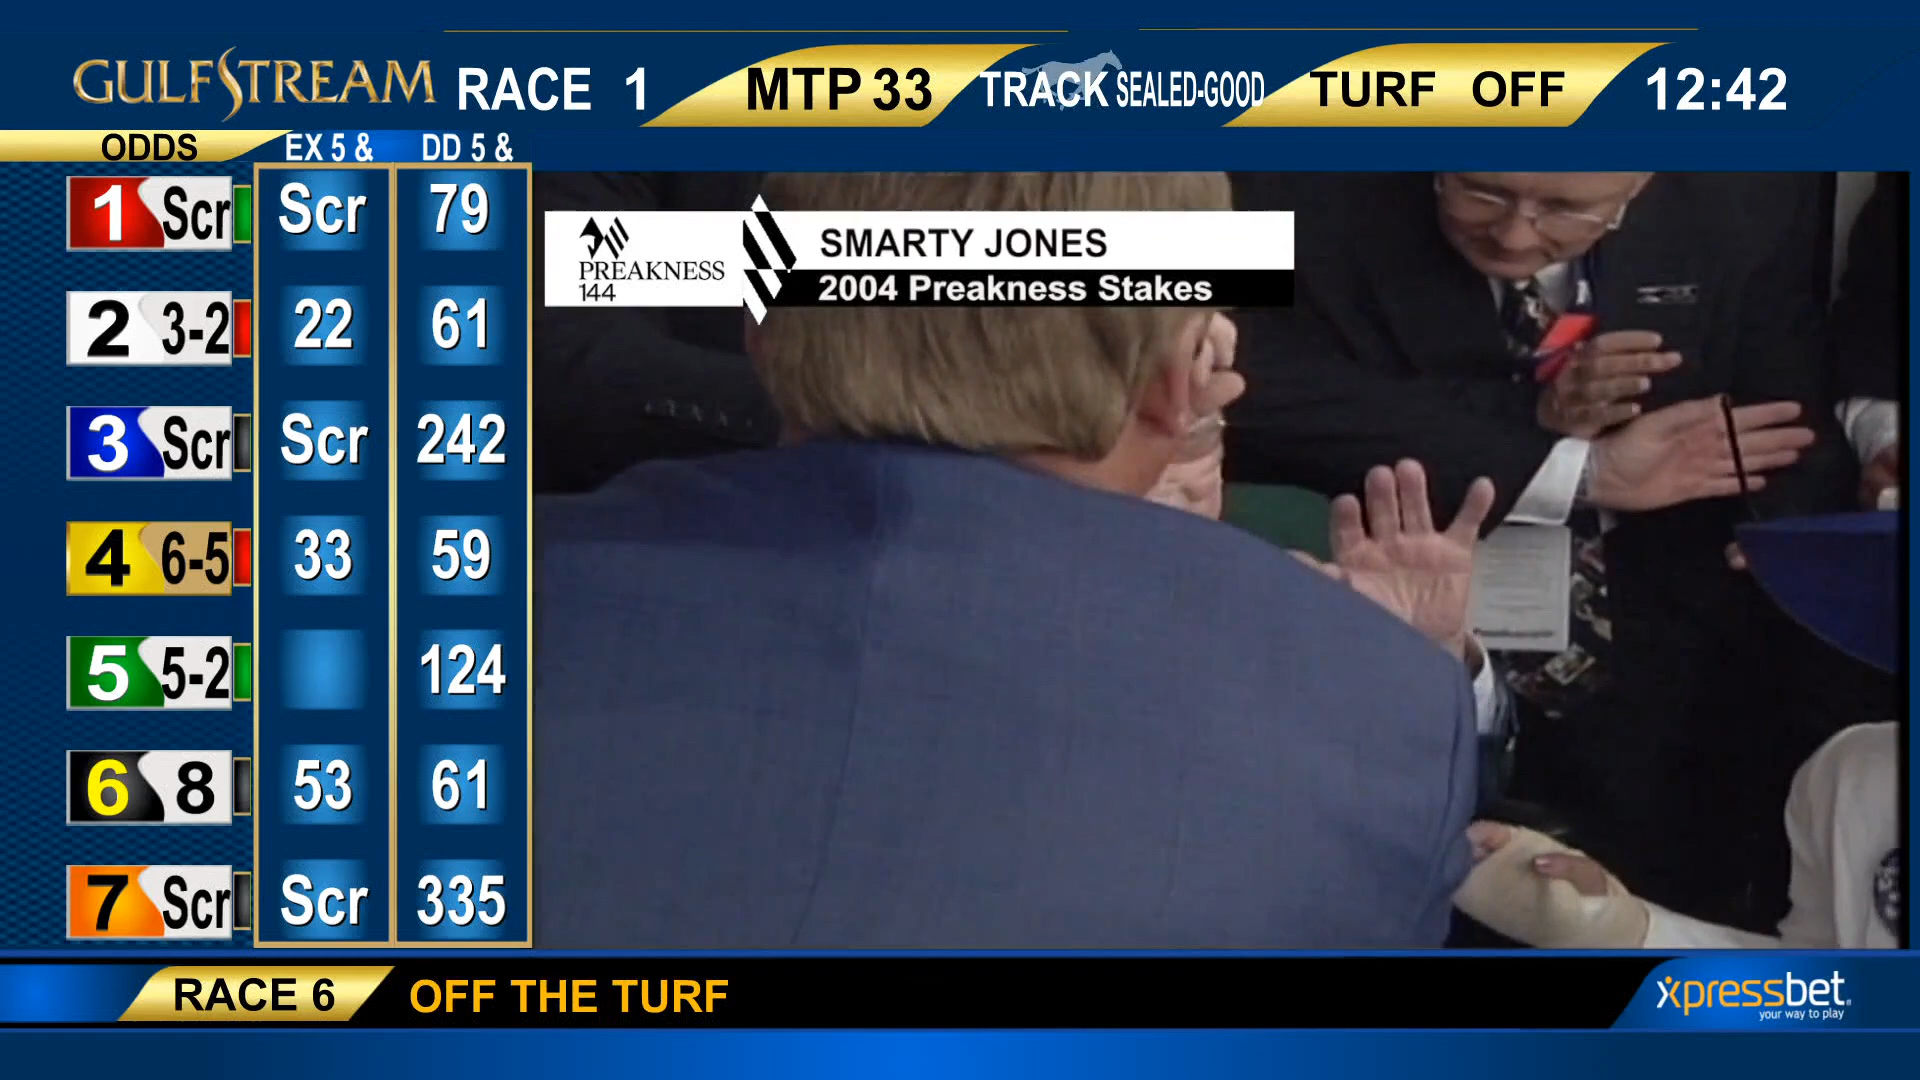 GULFSTREAM RACE 1 MTP 33 TRACK SEALED-GOOD TURF OFF 12:42
ODDS EX 5 & DD 5 &
1 Scr Scr 79
2 3-2 22 61
3 Scr Scr 242
4 6-5 33 59
5 5-2 124
6 8 53 61
7 Scr Scr 335
PREAKNESS
144
SMARTY JONES
2004 Preakness Stakes
RACE 6 OFF THE TURF
xpressbet
your way to play